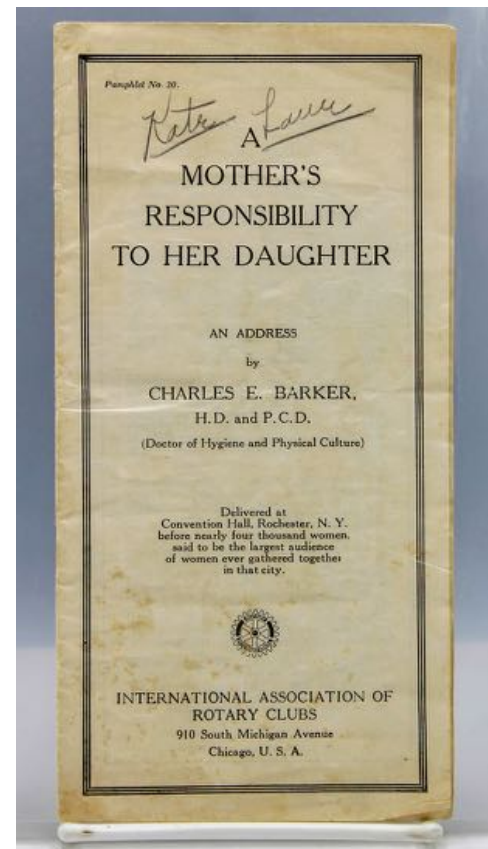 Pamphlet No. 20.
Kate
A
MOTHER'S
RESPONSIBILITY
TO HER DAUGHTER
AN ADDRESS
by
CHARLES E. BARKER,
H.D. and P.C.D.
(Doctor of Hygiene and Physical Culture)
Delivered at
Convention Hall, Rochester, N. Y.
before nearly four thousand women,
said to be the largest audience
of women ever gathered together
in that city.
INTERNATIONAL ASSOCIATION OF
ROTARY CLUBS
910 South Michigan Avenue
Chicago, U. S. A.